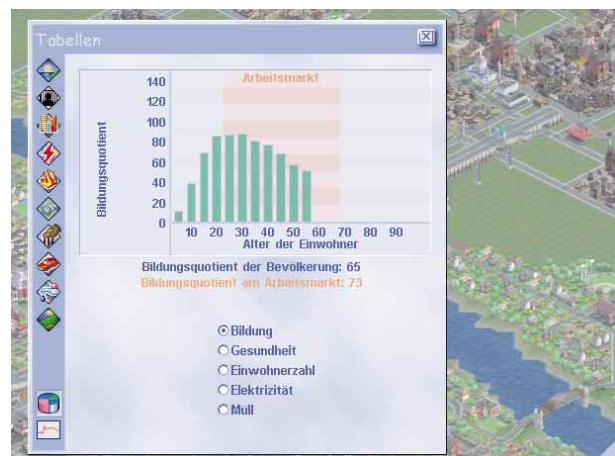 Tabellen
Arbeitsmarkt
140
120
100
80
60
40
20
0
Bildungsquotient
10 20 30 40 50 60 70 80 90
Alter der Einwohner
Bildungsquotient der Bevölkerung: 65
Bildungsquotient am Arbeitsmarkt: 73
Bildung
Gesundheit
Einwohnerzahl
Elektrizität
Mull